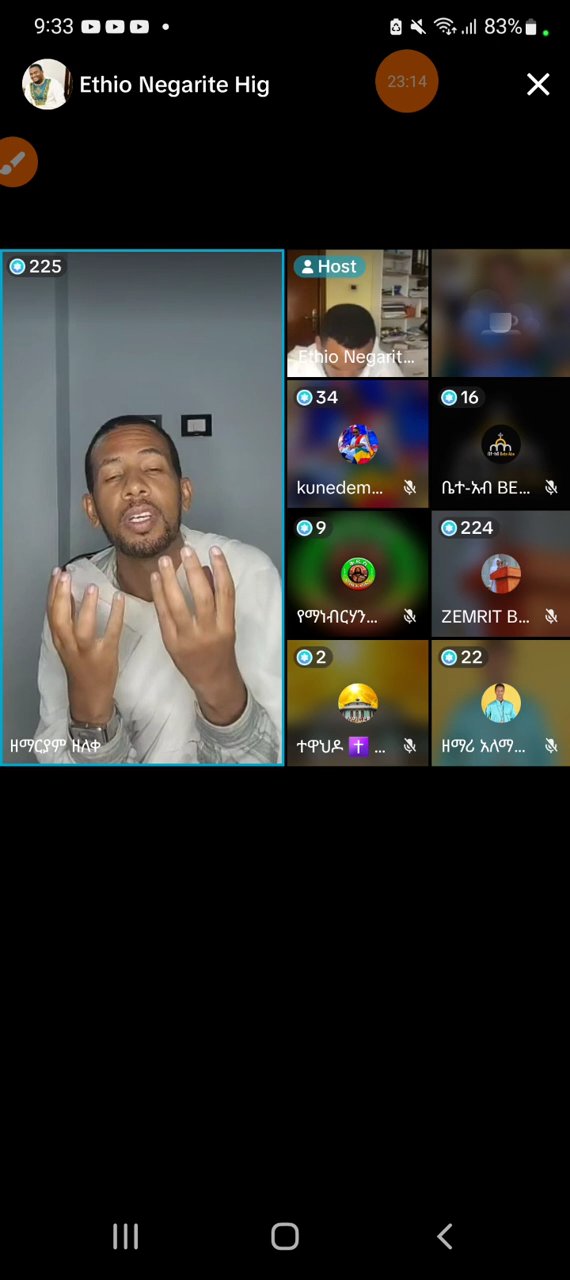 9:33
83%
Ethio Negarite Hig
23:14
225
Host
Ethio Negarit...
34
16
kunedem...
ቤተ-አብ BE...
9
224
የማነብርሃን...
ZEMRIT B...
2
22
ተዋህዶ ✝️ ...
ዘማሪ አለማ...
ዘማርያም ዘለቀ